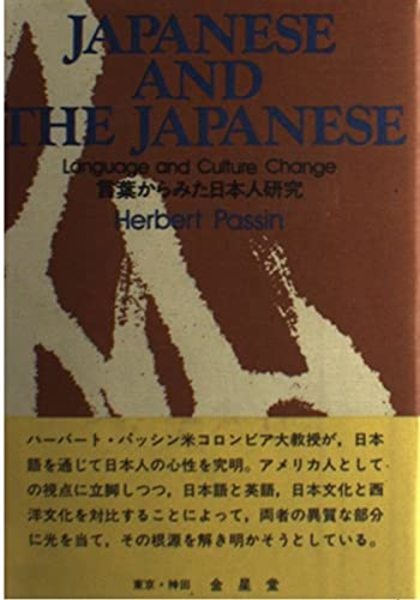 JAPANESE
AND
THE JAPANESE
Language and Culture Change
言葉からみた日本人研究
Herbert Passin
ハーバート・パッシン米コロンビア大教授が，日本
語を通じて日本人の心性を究明。アメリカ人として
の視点に立脚しつつ，日本語と英語，日本文化と西
洋文化を対比することによって，両者の異質な部分
に光を当て，その根源を解き明かそうとしている。
東京・神田 金星堂